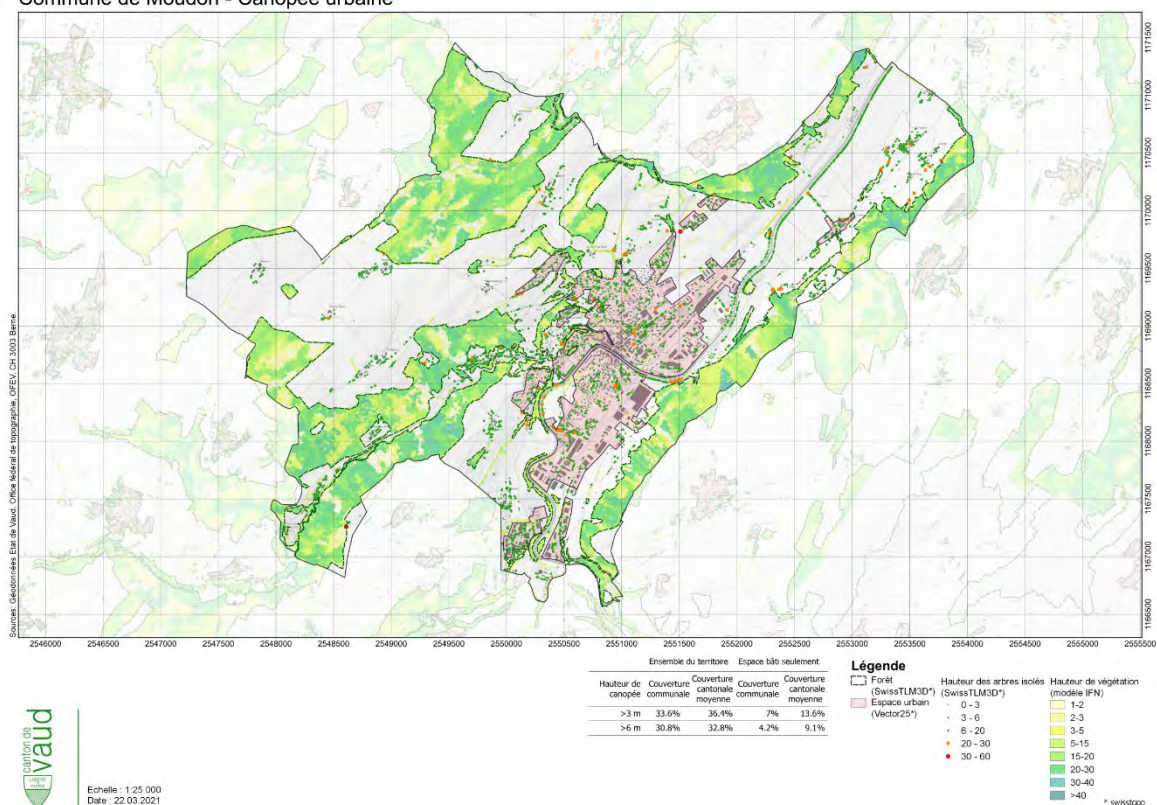 Commune de Moudon - Canopée urbaine
1171500
1171000
1170500
1170000
1169500
1169000
1168500
1168000
1167500
1167000
1166500
Sources: Géodonnées Etat de Vaud, Office fédéral de topographie, OFEV, CH 3003 Berne.
2546000 2546500 2547000 2547500 2548000 2548500 2549000 2549500 2550000 2550500 2551000 2551500 2552000 2552500 2553000 2553500 2554000 2554500 2555000 2555500
Ensemble du territoire Espace bâti seulement
Hauteur de canopée Couverture communale Couverture cantonale moyenne Couverture communale Couverture cantonale moyenne
>3 m 33.6% 36.4% 7% 13.6%
>6 m 30.8% 32.8% 4.2% 9.1%
Légende
Forêt
(SwissTLM3D*)
Espace urbain
(Vector25*)
Hauteur des arbres isolés
(SwissTLM3D*)
0 - 3
3 - 6
6 - 20
20 - 30
30 - 60
Hauteur de végétation
(modèle IFN)
1-2
2-3
3-5
5-15
15-20
20-30
30-40
>40
* swisstopo
canton de
vaud
Echelle : 1:25 000
Date : 22.03.2021